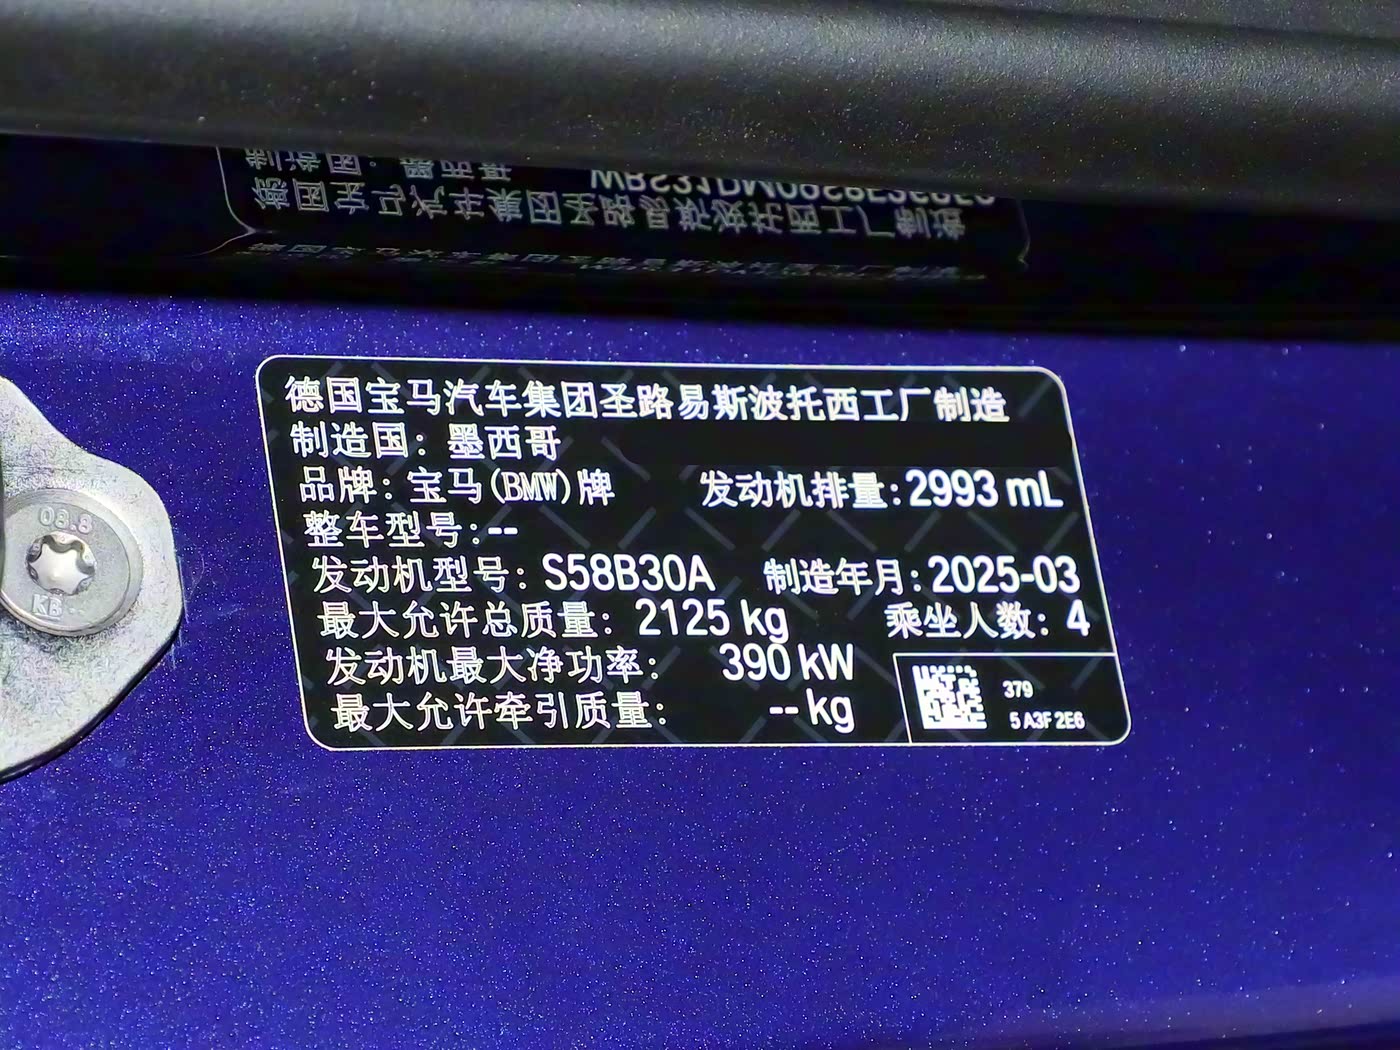 德国宝马汽车集团圣路易斯波托西工厂制造
制造国：墨西哥
品牌：宝马(BMW)牌 发动机排量：2993 mL
整车型号：--
发动机型号：S58B30A 制造年月：2025-03
最大允许总质量：2125 kg 乘坐人数：4
发动机最大净功率：390 kW
最大允许牵引质量：-- kg
379
5A3F2E6
08.8
KB